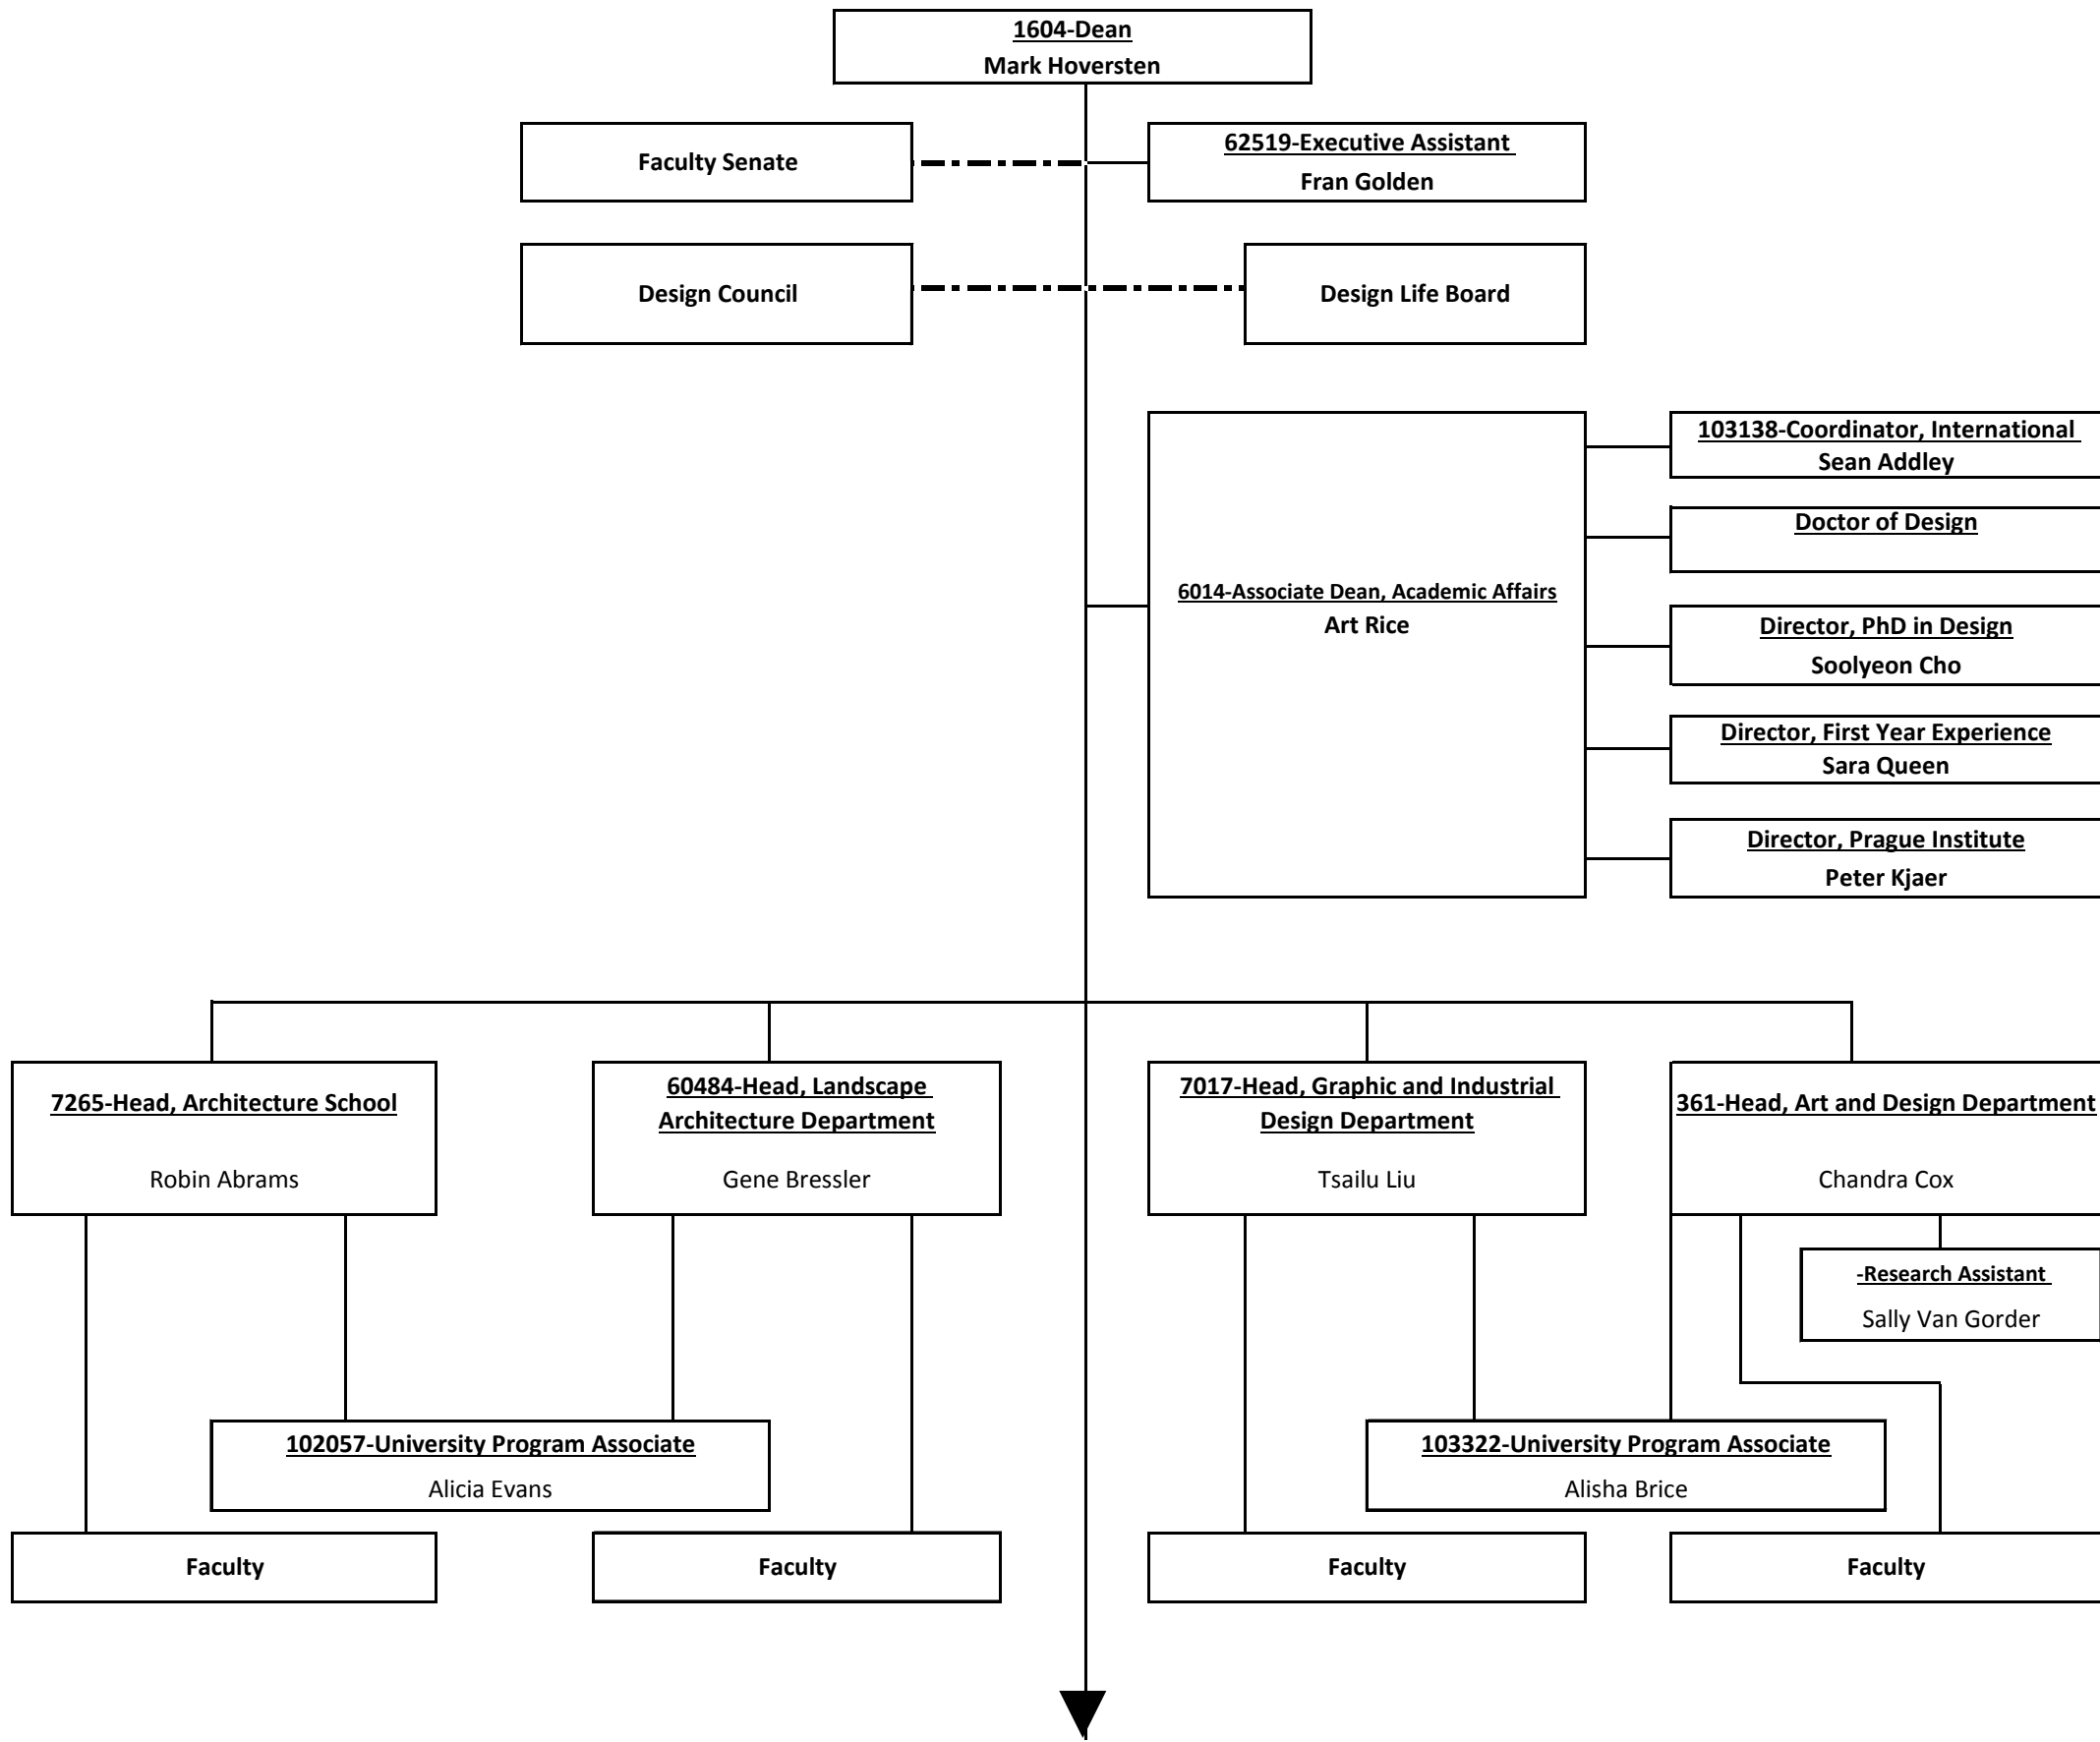 1604-Dean
Mark Hoversten
Faculty Senate
62519-Executive Assistant
Fran Golden
Design Council
Design Life Board
6014-Associate Dean, Academic Affairs
Art Rice
103138-Coordinator, International
Sean Addley
Doctor of Design
Director, PhD in Design
Soolyeon Cho
Director, First Year Experience
Sara Queen
Director, Prague Institute
Peter Kjaer
7265-Head, Architecture School
Robin Abrams
60484-Head, Landscape
Architecture Department
Gene Bressler
7017-Head, Graphic and Industrial
Design Department
Tsailu Liu
361-Head, Art and Design Department
Chandra Cox
-Research Assistant
Sally Van Gorder
102057-University Program Associate
Alicia Evans
103322-University Program Associate
Alisha Brice
Faculty
Faculty
Faculty
Faculty